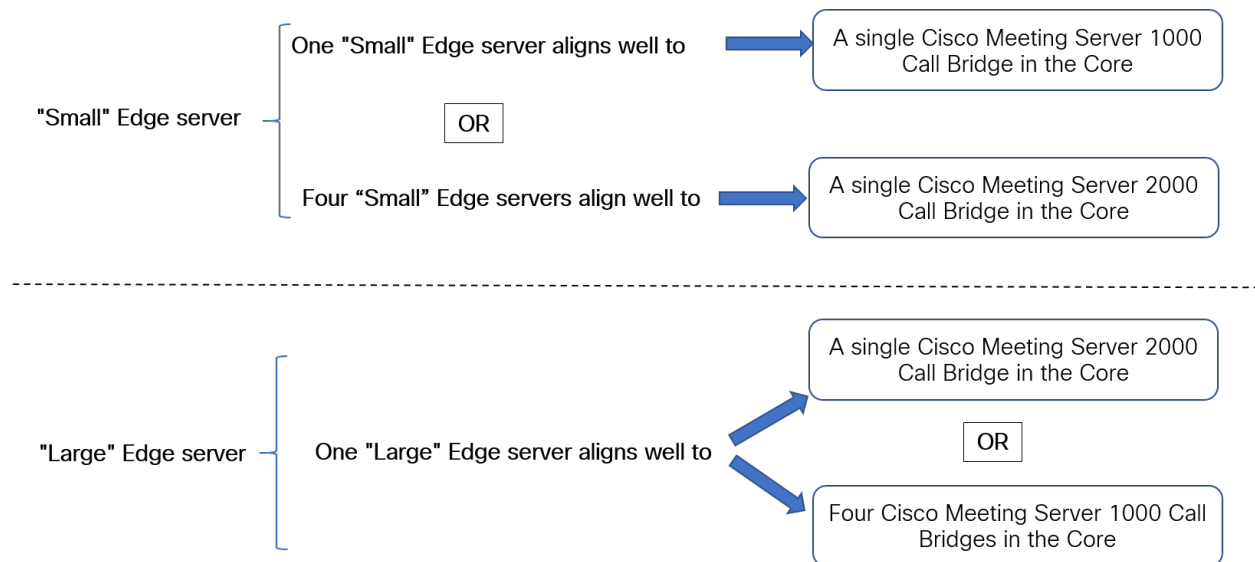 One "Small" Edge server aligns well to
A single Cisco Meeting Server 1000
Call Bridge in the Core
"Small" Edge server
OR
Four “Small” Edge servers align well to
A single Cisco Meeting Server 2000
Call Bridge in the Core
A single Cisco Meeting Server 2000
Call Bridge in the Core
"Large" Edge server
One "Large" Edge server aligns well to
OR
Four Cisco Meeting Server 1000 Call
Bridges in the Core